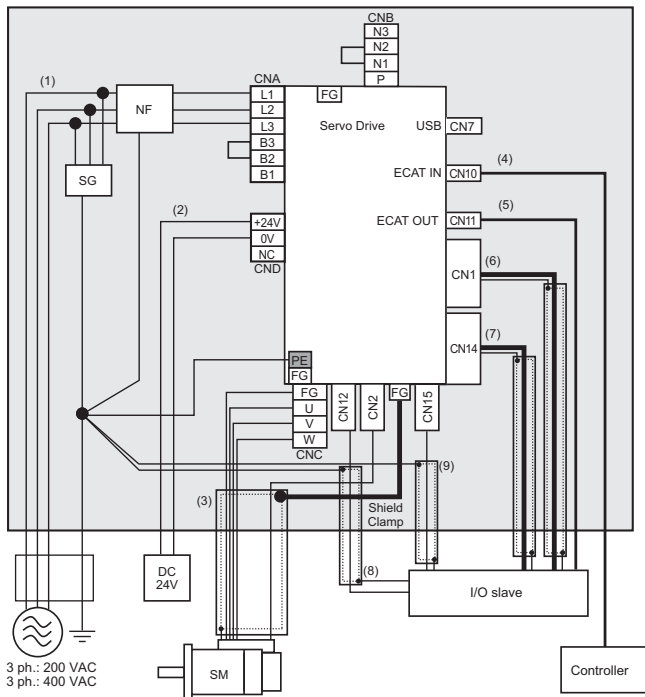 CNB
N3
N2
N1
P
(1)
CNA
L1
L2
L3
B3
B2
B1
FG
NF
Servo Drive
USB
CN7
SG
ECAT IN
CN10
(4)
(2)
ECAT OUT
CN11
(5)
+24V
0V
NC
CND
CN1
(6)
CN14
(7)
PE
FG
FG
U
V
W
CNC
CN12
CN2
FG
CN15
(3)
(9)
Shield
Clamp
(8)
DC
24V
I/O slave
3 ph.: 200 VAC
3 ph.: 400 VAC
SM
Controller